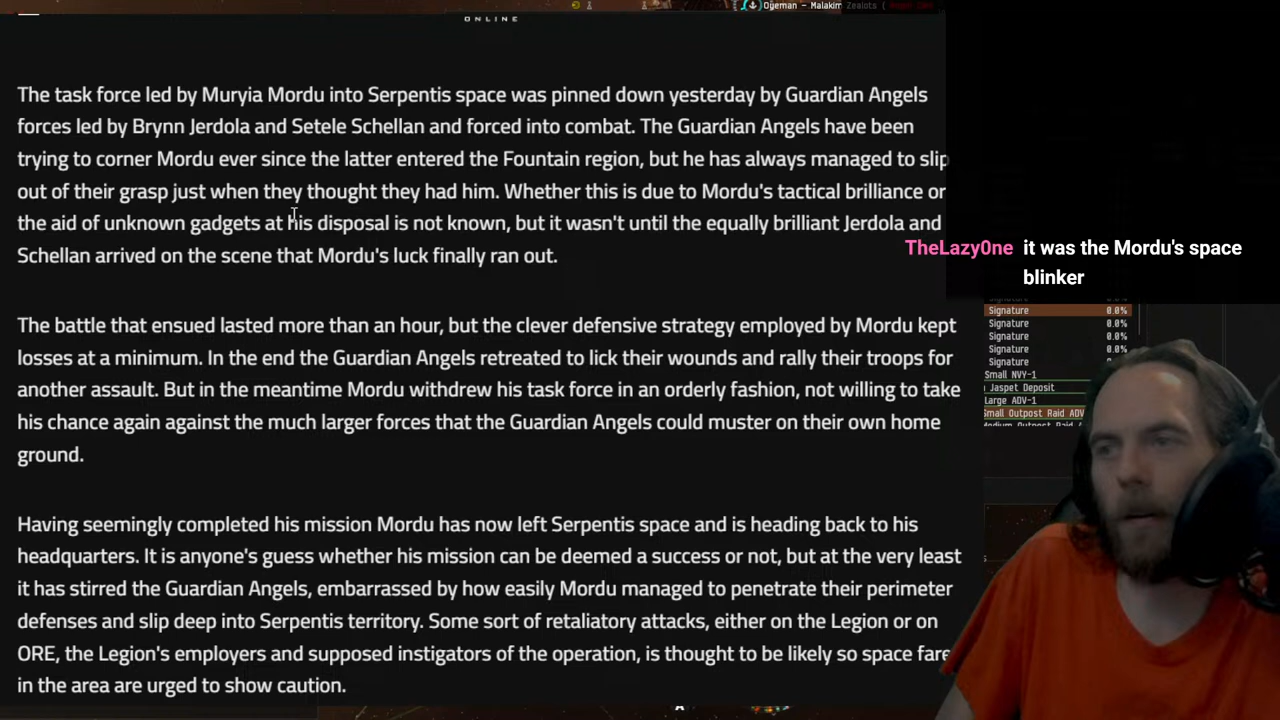 Ogeman - Malakim Zealots (
ONLINE
The task force led by Muryia Mordu into Serpentis space was pinned down yesterday by Guardian Angels
forces led by Brynn Jerdola and Setele Schellan and forced into combat. The Guardian Angels have been
trying to corner Mordu ever since the latter entered the Fountain region, but he has always managed to slip
out of their grasp just when they thought they had him. Whether this is due to Mordu's tactical brilliance or
the aid of unknown gadgets at his disposal is not known, but it wasn't until the equally brilliant Jerdola and
Schellan arrived on the scene that Mordu's luck finally ran out.
TheLazy0ne it was the Mordu's space
blinker
The battle that ensued lasted more than an hour, but the clever defensive strategy employed by Mordu kept
losses at a minimum. In the end the Guardian Angels retreated to lick their wounds and rally their troops for
another assault. But in the meantime Mordu withdrew his task force in an orderly fashion, not willing to take
his chance again against the much larger forces that the Guardian Angels could muster on their own home
ground.
Signature 0.0%
Signature 0.0%
Signature 0.0%
Signature 0.0%
Signature 0.0%
Signature 0.0%
Small NVY-1
Jaspet Deposit
Large ADV-1
Small Outpost Raid ADV
Medium Outpost Raid
Having seemingly completed his mission Mordu has now left Serpentis space and is heading back to his
headquarters. It is anyone's guess whether his mission can be deemed a success or not, but at the very least
it has stirred the Guardian Angels, embarrassed by how easily Mordu managed to penetrate their perimeter
defenses and slip deep into Serpentis territory. Some sort of retaliatory attacks, either on the Legion or on
ORE, the Legion's employers and supposed instigators of the operation, is thought to be likely so space fare
in the area are urged to show caution.